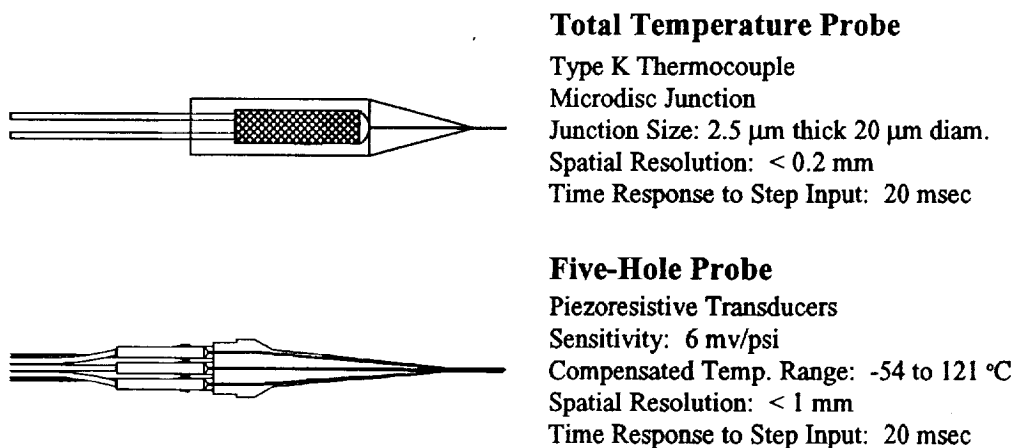 Total Temperature Probe
Type K Thermocouple
Microdisc Junction
Junction Size: 2.5 μm thick 20 μm diam.
Spatial Resolution: < 0.2 mm
Time Response to Step Input: 20 msec
Five-Hole Probe
Piezoresistive Transducers
Sensitivity: 6 mv/psi
Compensated Temp. Range: -54 to 121 °C
Spatial Resolution: < 1 mm
Time Response to Step Input: 20 msec